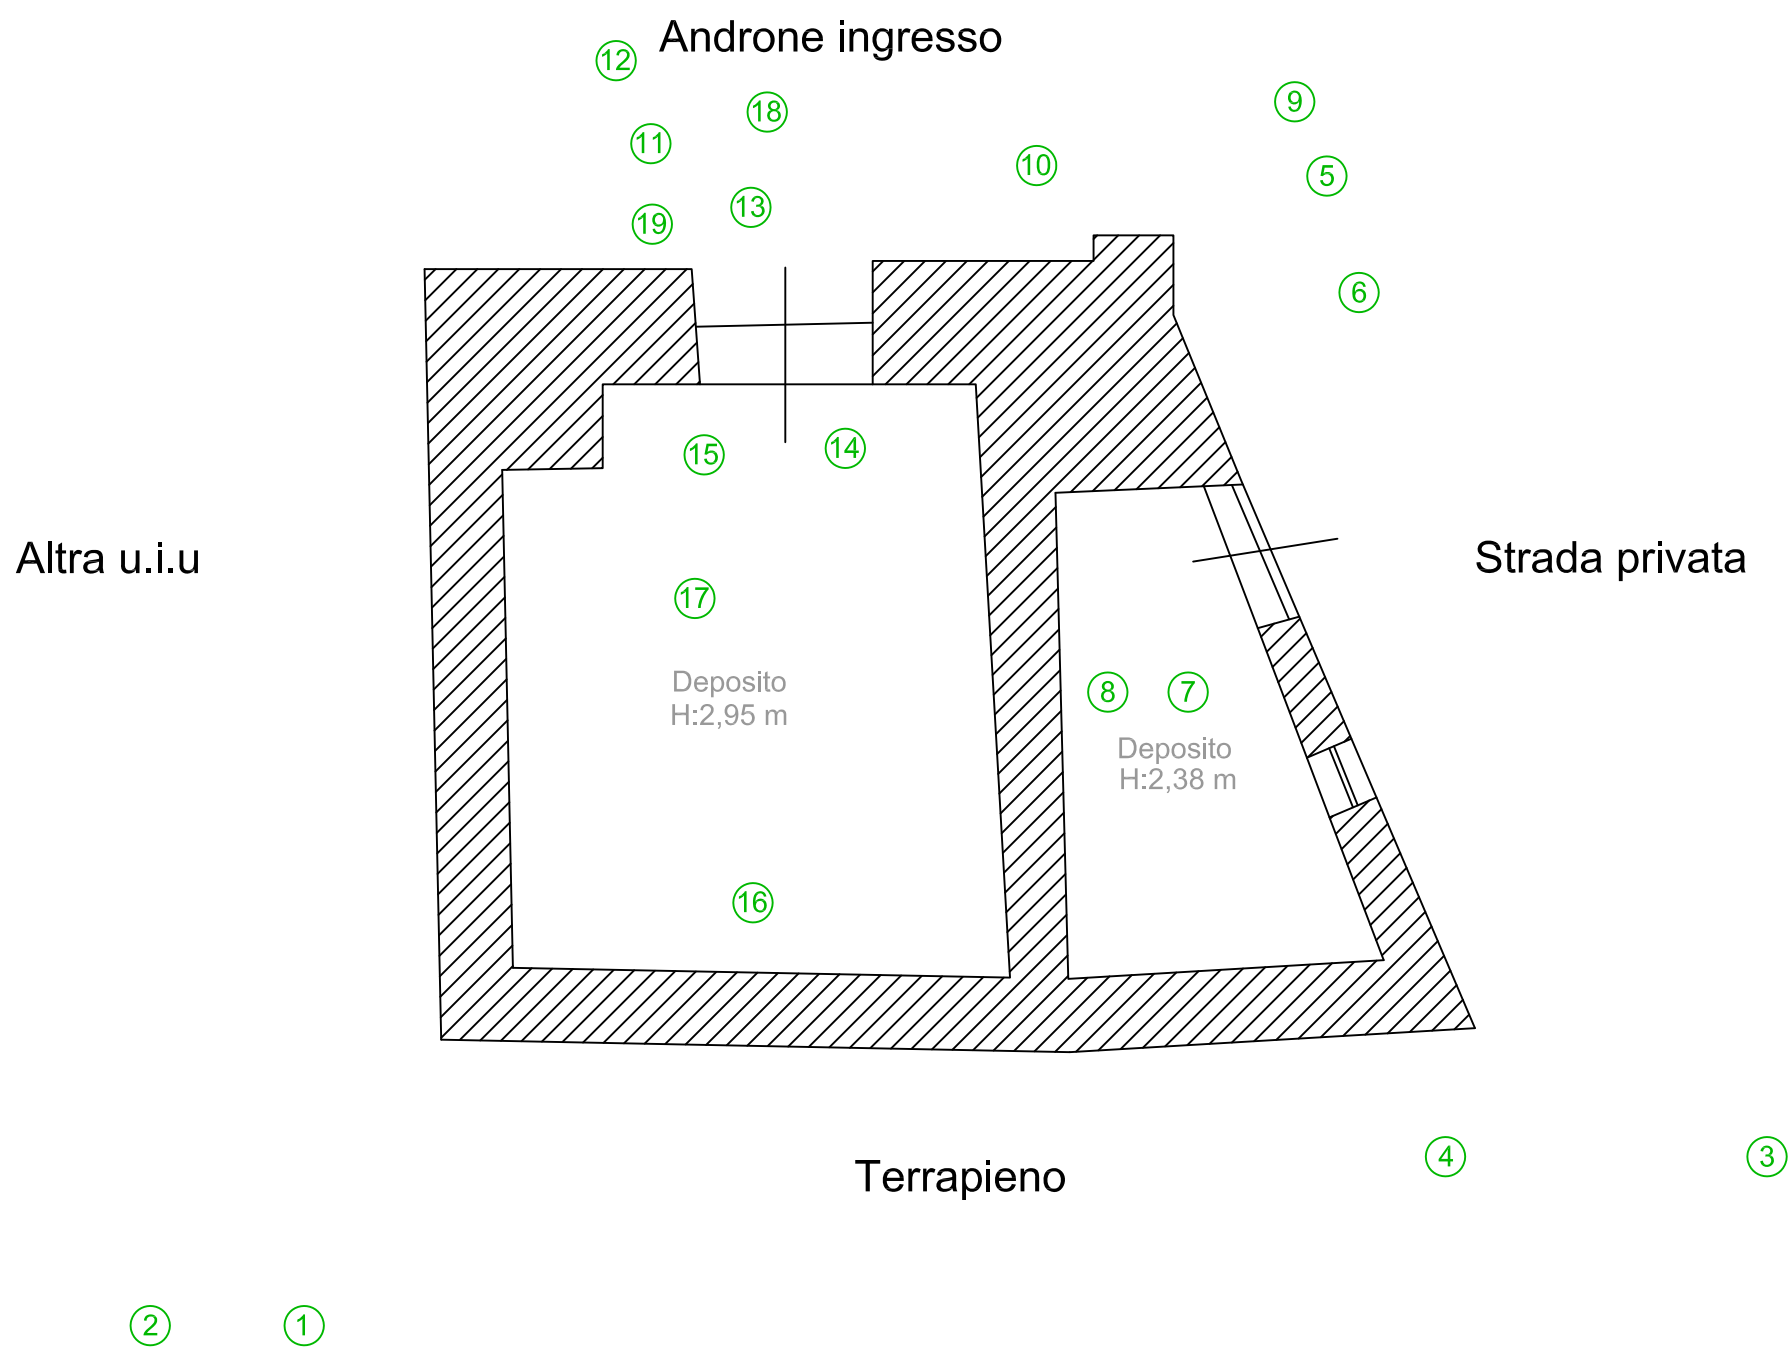 Androne ingresso
12
18
9
11
10
5
13
19
6
15
14
Altra u.i.u
Strada privata
17
Deposito
H:2,95 m
8
7
Deposito
H:2,38 m
16
4
3
Terrapieno
2
1